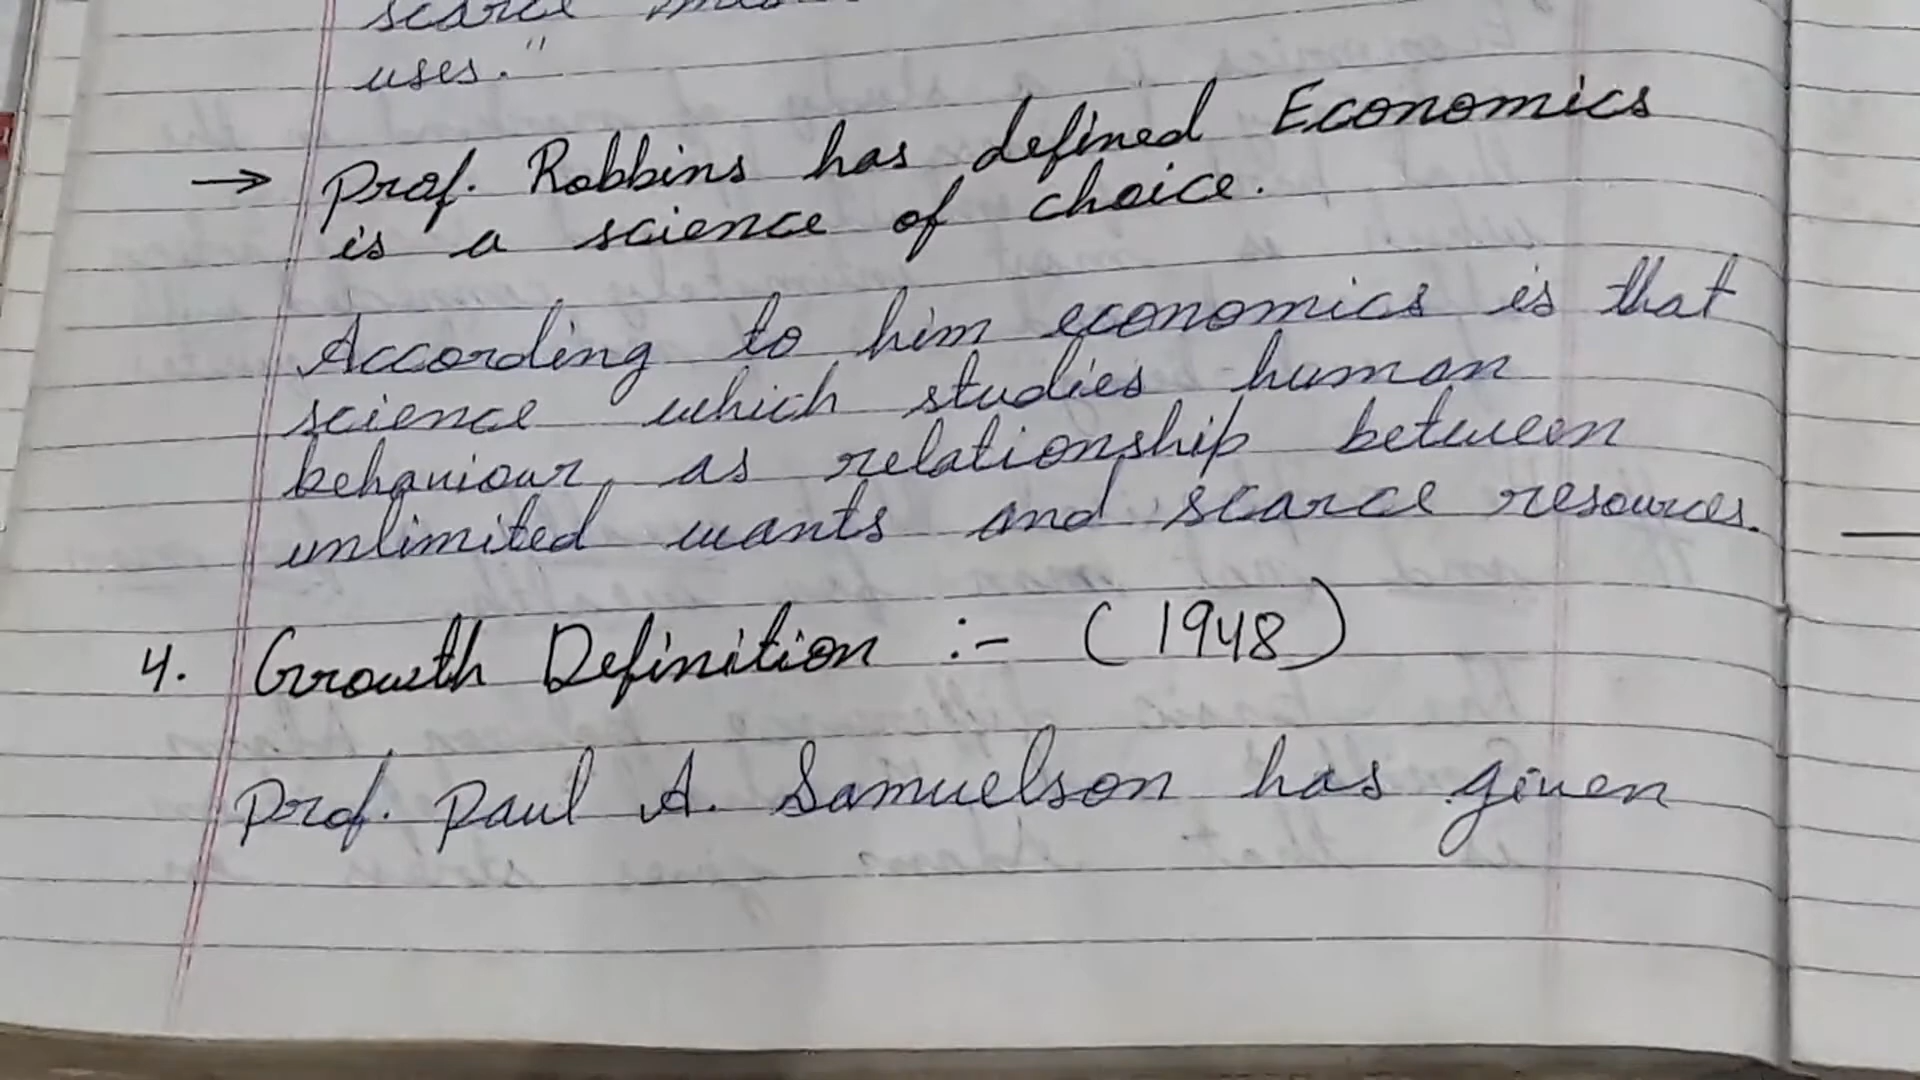 scarce
uses."
→ Prof. Robbins has defined Economics
is a science of choice.
According to him economics is that
science which studies human
behaviour as relationship between
unlimited wants and scarce resources.
4. Growth Definition :- (1948)
Prof. Paul A. Samuelson has given